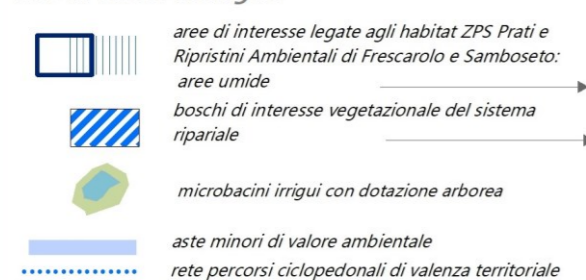 aree di interesse legate agli habitat ZPS Prati e
Ripristini Ambientali di Frescarolo e Samboseto:
aree umide
boschi di interesse vegetazionale del sistema
ripariale
microbacini irrigui con dotazione arborea
aste minori di valore ambientale
rete percorsi ciclopedonali di valenza territoriale